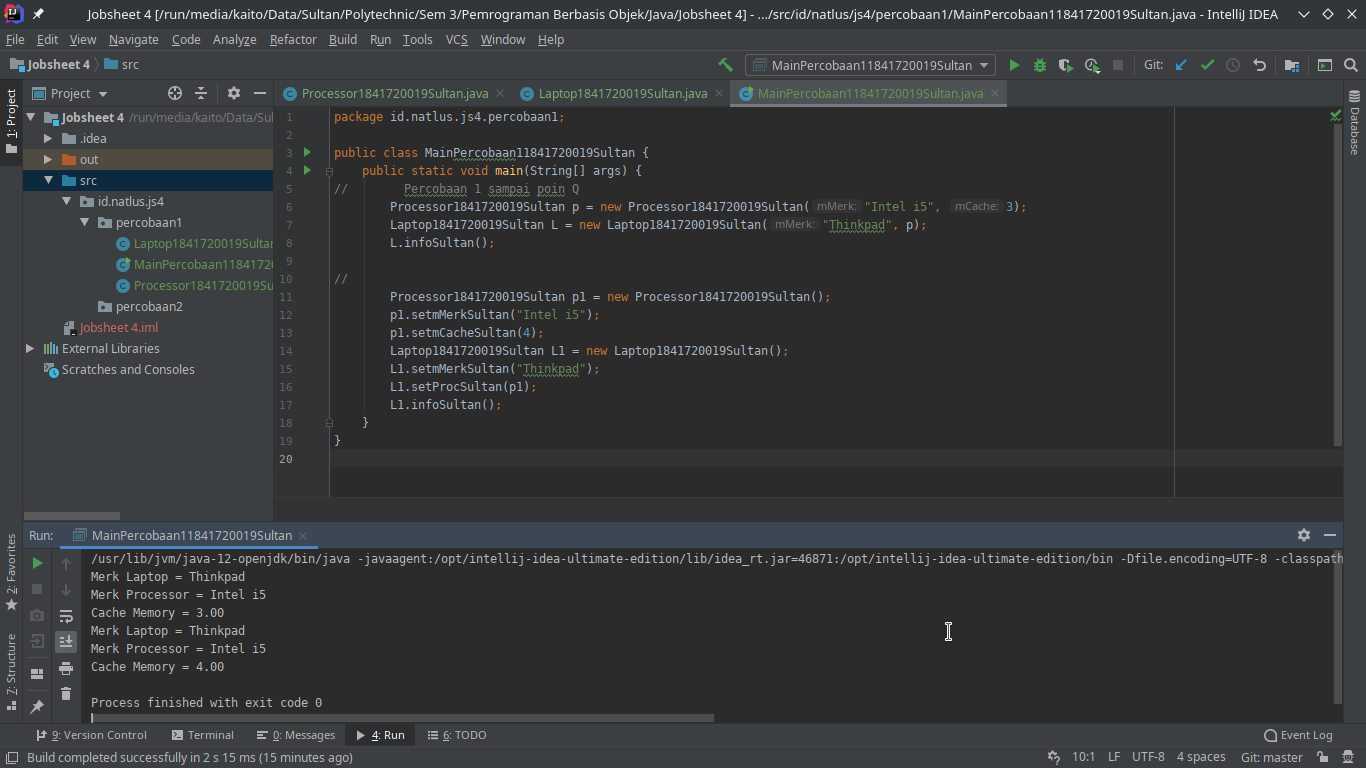 Jobsheet 4 [/run/media/kaito/Data/Sultan/Polytechnic/Sem 3/Pemrograman Berbasis Objek/Java/Jobsheet 4] - .../src/id/natlus/js4/percobaan1/MainPercobaan11841720019Sultan.java - IntelliJ IDEA
File Edit View Navigate Code Analyze Refactor Build Run Tools VCS Window Help
Jobsheet 4 src MainPercobaan11841720019Sultan Git:
Project Processor1841720019Sultan.java Laptop1841720019Sultan.java MainPercobaan11841720019Sultan.java
1: Project
Database
Jobsheet 4 /run/media/kaito/Data/Sul
.idea
out
src
id.natlus.js4
percobaan1
Laptop1841720019Sultan
MainPercobaan11841720
Processor1841720019Su
percobaan2
Jobsheet 4.iml
External Libraries
Scratches and Consoles
1 package id.natlus.js4.percobaan1;
2
3 public class MainPercobaan11841720019Sultan {
4 public static void main(String[] args) {
5 // Percobaan 1 sampai poin Q
6 Processor1841720019Sultan p = new Processor1841720019Sultan( mMerk: "Intel i5", mCache: 3);
7 Laptop1841720019Sultan L = new Laptop1841720019Sultan( mMerk: "Thinkpad", p);
8 L.infoSultan();
9
10 //
11 Processor1841720019Sultan p1 = new Processor1841720019Sultan();
12 p1.setmMerkSultan("Intel i5");
13 p1.setmCacheSultan(4);
14 Laptop1841720019Sultan L1 = new Laptop1841720019Sultan();
15 L1.setmMerkSultan("Thinkpad");
16 L1.setProcSultan(p1);
17 L1.infoSultan();
18 }
19 }
20
Run: MainPercobaan11841720019Sultan
2: Favorites
7: Structure
/usr/lib/jvm/java-12-openjdk/bin/java -javaagent:/opt/intellij-idea-ultimate-edition/lib/idea_rt.jar=46871:/opt/intellij-idea-ultimate-edition/bin -Dfile.encoding=UTF-8 -classpath
Merk Laptop = Thinkpad
Merk Processor = Intel i5
Cache Memory = 3.00
Merk Laptop = Thinkpad
Merk Processor = Intel i5
Cache Memory = 4.00
Process finished with exit code 0
9: Version Control Terminal 0: Messages 4: Run 6: TODO Event Log
Build completed successfully in 2 s 15 ms (15 minutes ago) 10:1 LF UTF-8 4 spaces Git: master